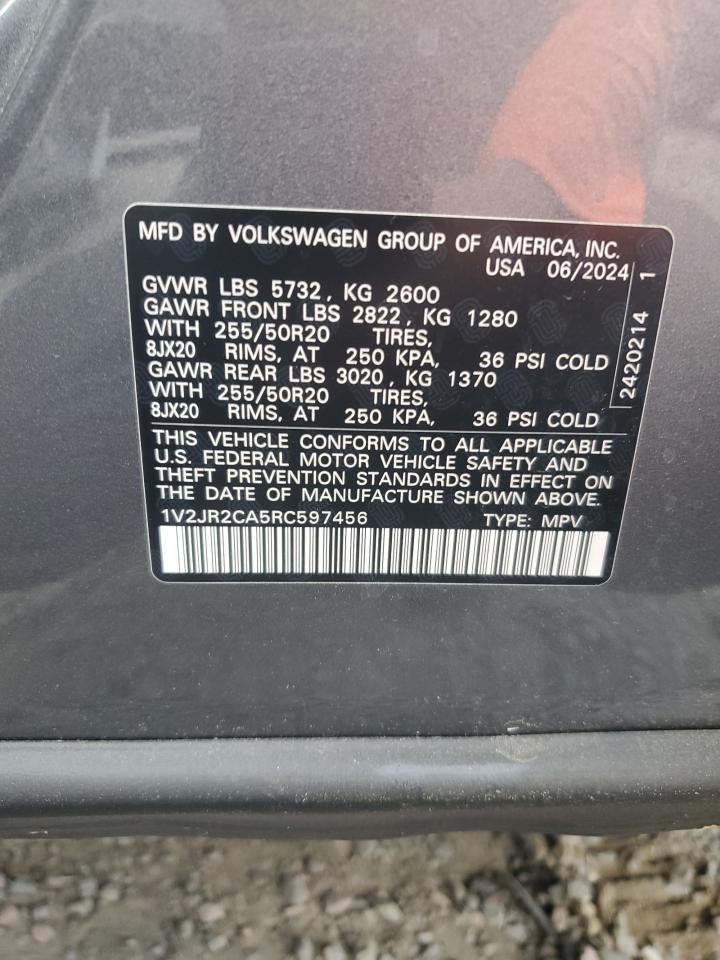 MFD BY VOLKSWAGEN GROUP OF AMERICA, INC.
USA 06/2024
GVWR LBS 5732, KG 2600
GAWR FRONT LBS 2822, KG 1280
WITH 255/50R20 TIRES,
8JX20 RIMS, AT 250 KPA, 36 PSI COLD
GAWR REAR LBS 3020, KG 1370
WITH 255/50R20 TIRES,
8JX20 RIMS, AT 250 KPA, 36 PSI COLD
2420214 1
THIS VEHICLE CONFORMS TO ALL APPLICABLE
U.S. FEDERAL MOTOR VEHICLE SAFETY AND
THEFT PREVENTION STANDARDS IN EFFECT ON
THE DATE OF MANUFACTURE SHOWN ABOVE.
1V2JR2CA5RC597456 TYPE: MPV